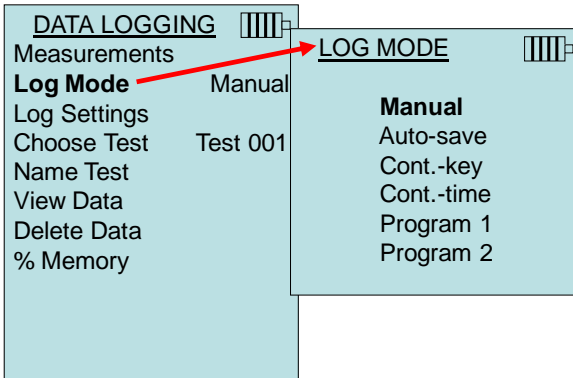 DATA LOGGING
Measurements
Log Mode Manual
Log Settings
Choose Test Test 001
Name Test
View Data
Delete Data
% Memory
LOG MODE
Manual
Auto-save
Cont.-key
Cont.-time
Program 1
Program 2